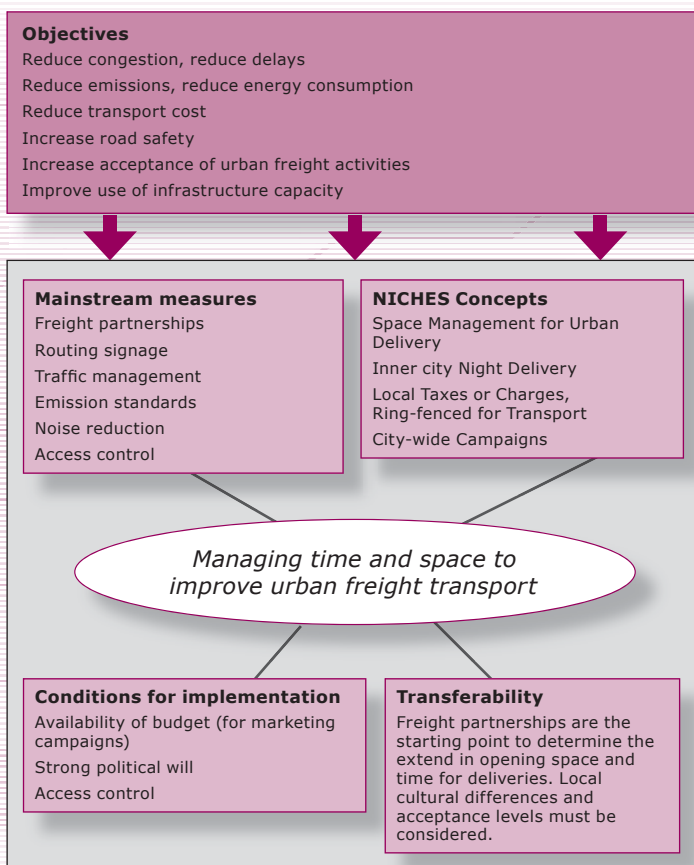 Objectives
Reduce congestion, reduce delays
Reduce emissions, reduce energy consumption
Reduce transport cost
Increase road safety
Increase acceptance of urban freight activities
Improve use of infrastructure capacity
Mainstream measures
Freight partnerships
Routing signage
Traffic management
Emission standards
Noise reduction
Access control
NICHES Concepts
Space Management for Urban
Delivery
Inner city Night Delivery
Local Taxes or Charges,
Ring-fenced for Transport
City-wide Campaigns
Managing time and space to
improve urban freight transport
Conditions for implementation
Availability of budget (for marketing
campaigns)
Strong political will
Access control
Transferability
Freight partnerships are the
starting point to determine the
extend in opening space and
time for deliveries. Local
cultural differences and
acceptance levels must be
considered.